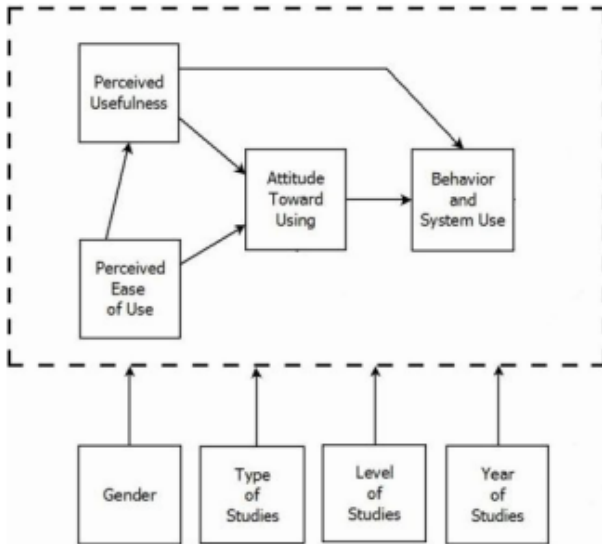 Perceived
Usefulness
Attitude
Toward
Using
Behavior
and
System Use
Perceived
Ease
of Use
Gender
Type
of
Studies
Level
of
Studies
Year
of
Studies